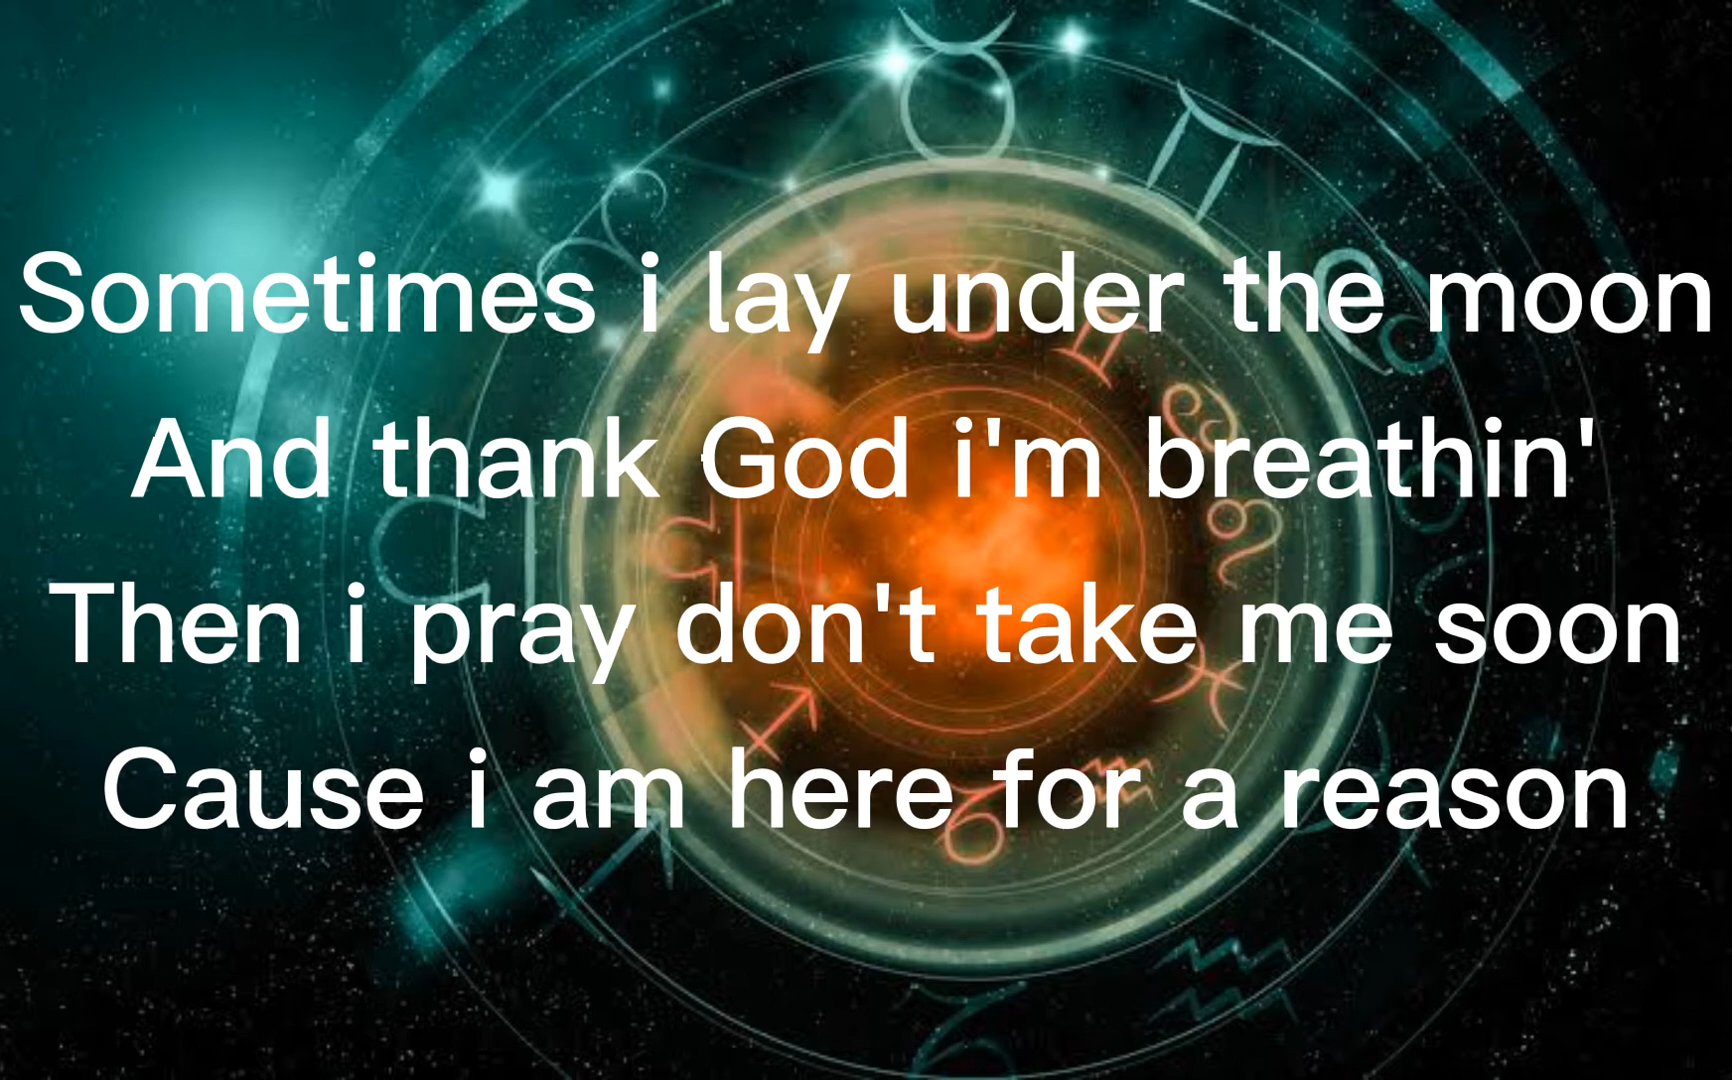 Sometimes i lay under the moon
And thank God i'm breathin'
Then i pray don't take me soon
Cause i am here for a reason